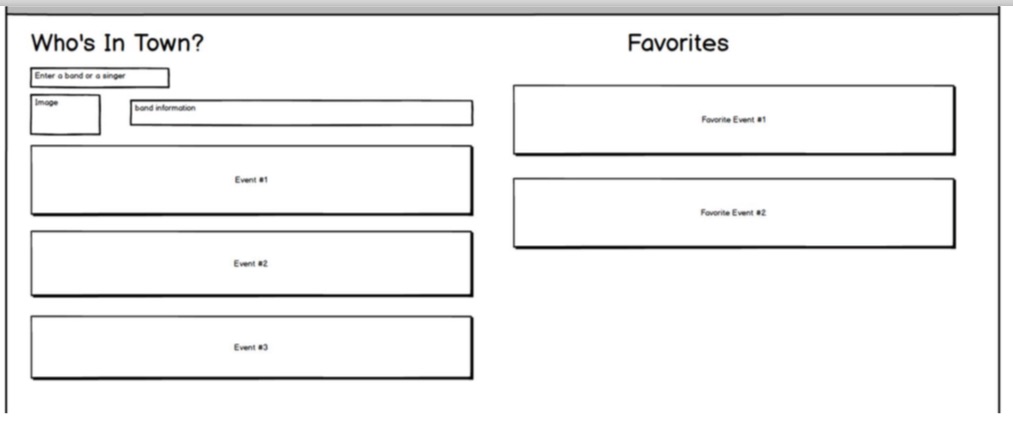 Who's In Town?
Enter a band or a singer
Image
band information
Event #1
Event #2
Event #3
Favorites
Favorite Event #1
Favorite Event #2